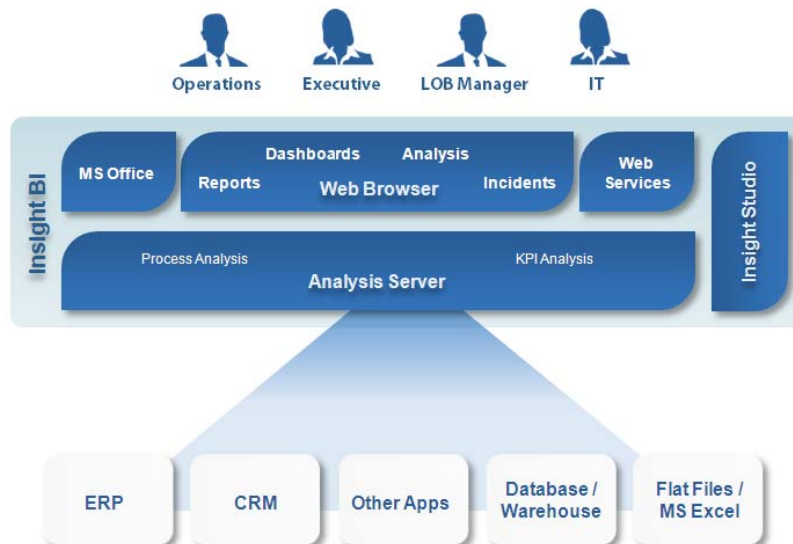 Operations
Executive
LOB Manager
IT
Insight BI
MS Office
Dashboards
Analysis
Reports
Web Browser
Incidents
Web
Services
Insight Studio
Process Analysis
KPI Analysis
Analysis Server
ERP
CRM
Other Apps
Database /
Warehouse
Flat Files /
MS Excel